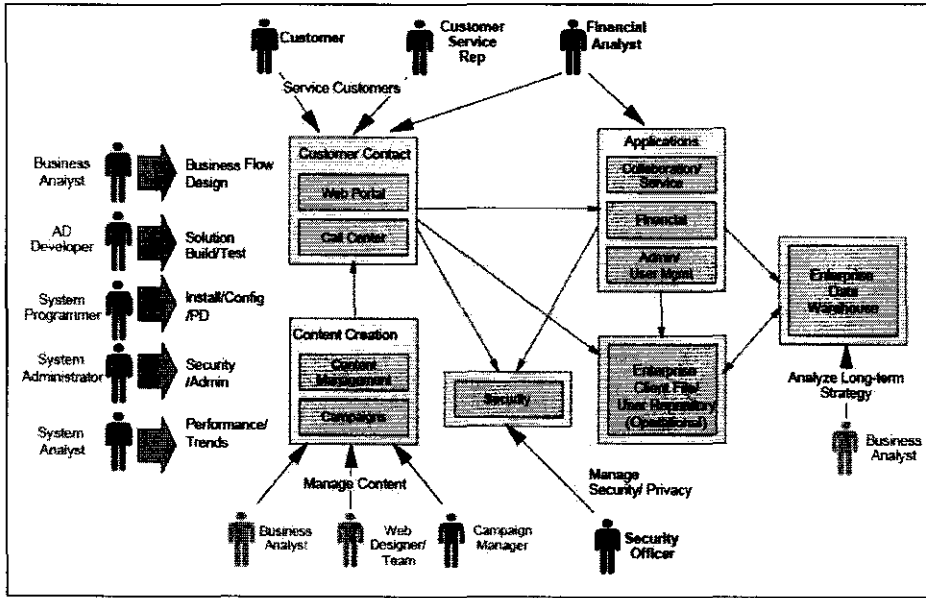 Customer
Customer
Service
Rep
Financial
Analyst
Service Customers
Business
Analyst
Business Flow
Design
AD
Developer
Solution
Build/Test
System
Programmer
Install/Config
/PD
System
Administrator
Security
/Admin
System
Analyst
Performance/
Trends
Customer Contact
Web Portal
Call Center
Applications
Collaboration/
Service
Financial
Admin/
User Mgmt
Enterprise
Data
Warehouse
Content Creation
Content
Management
Campaigns
Security
Enterprise
Client File/
User Repository
(Operational)
Analyze Long-term
Strategy
Business
Analyst
Manage Content
Manage
Security/ Privacy
Business
Analyst
Web
Designer/
Team
Campaign
Manager
Security
Officer